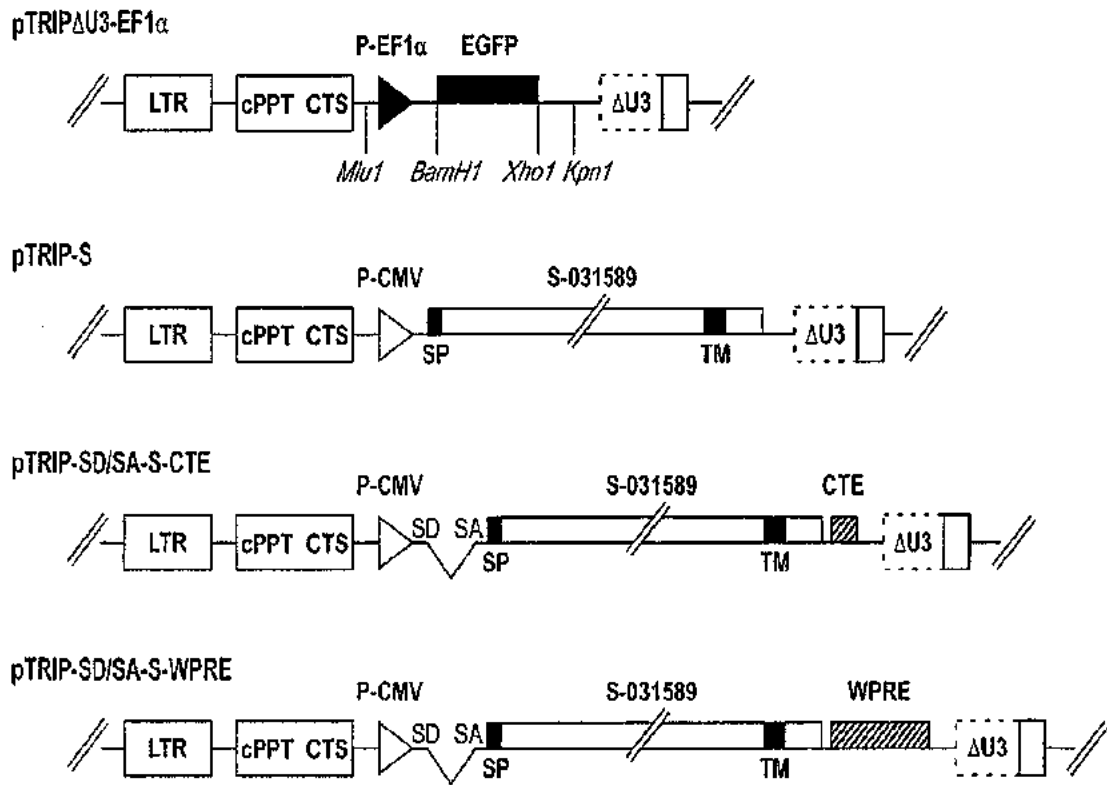 pTRIPΔU3-EF1α
P-EF1α EGFP
LTR cPPT CTS ΔU3
Mlu1 BamH1 Xho1 Kpn1
pTRIP-S
P-CMV S-031589
LTR cPPT CTS ΔU3
SP TM
pTRIP-SD/SA-S-CTE
P-CMV S-031589 CTE
SD SA
LTR cPPT CTS ΔU3
SP TM
pTRIP-SD/SA-S-WPRE
P-CMV S-031589 WPRE
SD SA
LTR cPPT CTS ΔU3
SP TM